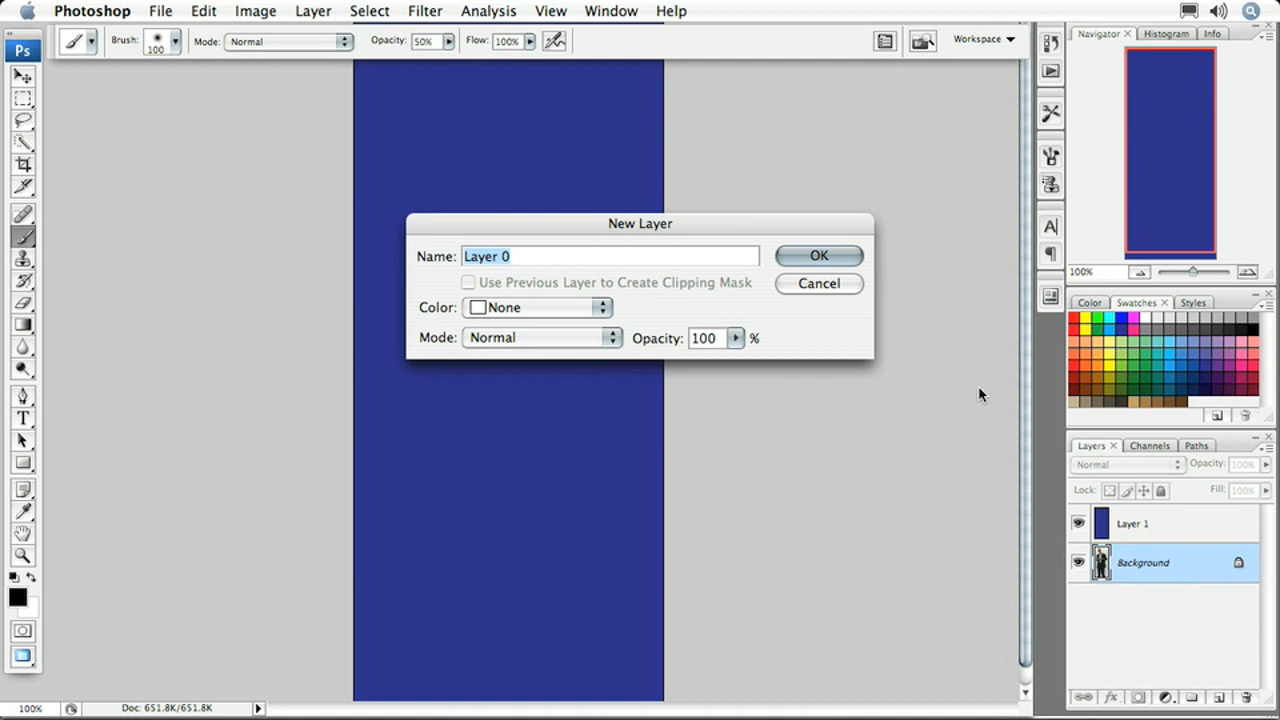 Photoshop File Edit Image Layer Select Filter Analysis View Window Help
Brush: 100 Mode: Normal Opacity: 50% Flow: 100% Workspace
Ps
Navigator Histogram Info
New Layer
Name: Layer 0 OK
Use Previous Layer to Create Clipping Mask Cancel
Color: None
Mode: Normal Opacity: 100 %
100%
Color Swatches Styles
Layers Channels Paths
Normal Opacity: 100%
Lock: Fill: 100%
Layer 1
Background
100% Doc: 651.8K/651.8K